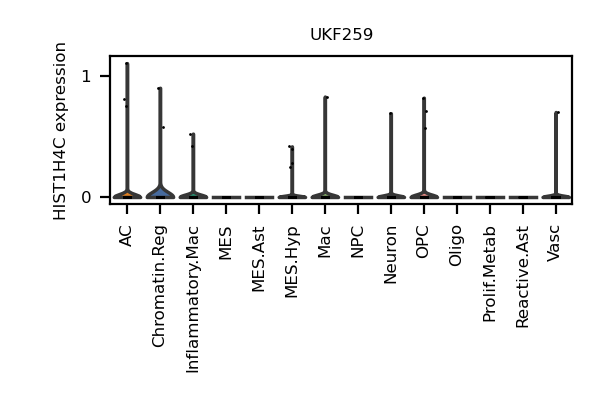 UKF259
HIST1H4C expression
1
0
AC
Chromatin.Reg
Inflammatory.Mac
MES
MES.Ast
MES.Hyp
Mac
NPC
Neuron
OPC
Oligo
Prolif.Metab
Reactive.Ast
Vasc